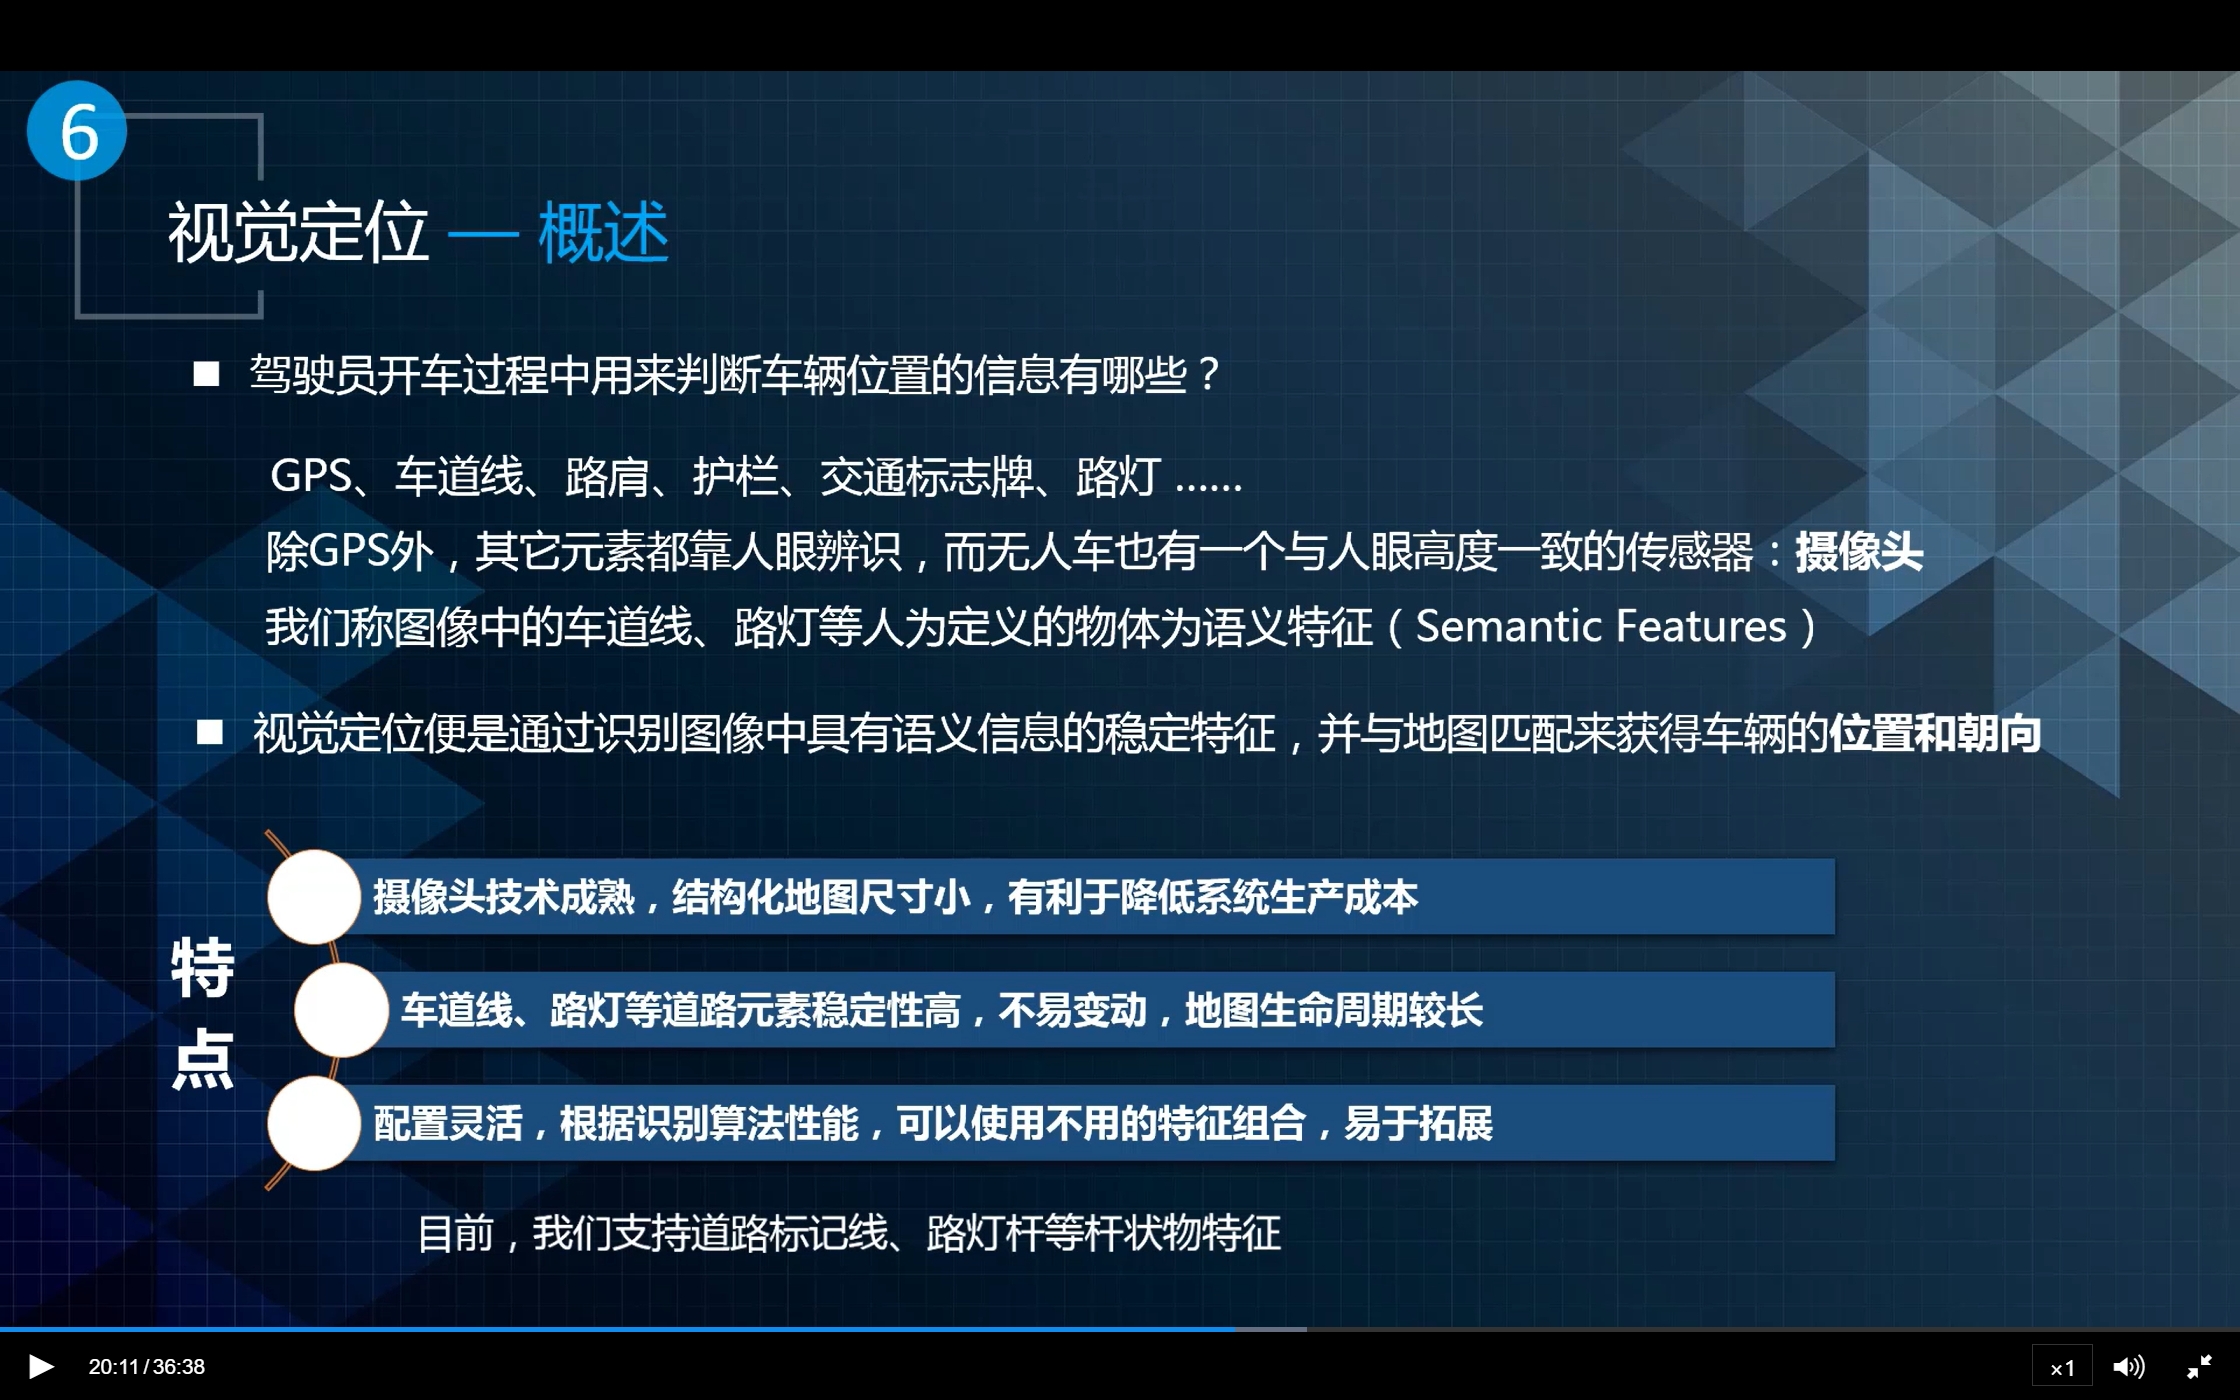 6
视觉定位 — 概述
■ 驾驶员开车过程中用来判断车辆位置的信息有哪些？
GPS、车道线、路肩、护栏、交通标志牌、路灯 ......
除GPS外，其它元素都靠人眼辨识，而无人车也有一个与人眼高度一致的传感器：摄像头
我们称图像中的车道线、路灯等人为定义的物体为语义特征（Semantic Features）
■ 视觉定位便是通过识别图像中具有语义信息的稳定特征，并与地图匹配来获得车辆的位置和朝向
特点
摄像头技术成熟，结构化地图尺寸小，有利于降低系统生产成本
车道线、路灯等道路元素稳定性高，不易变动，地图生命周期较长
配置灵活，根据识别算法性能，可以使用不用的特征组合，易于拓展
目前，我们支持道路标记线、路灯杆等杆状物特征
20:11/36:38
×1